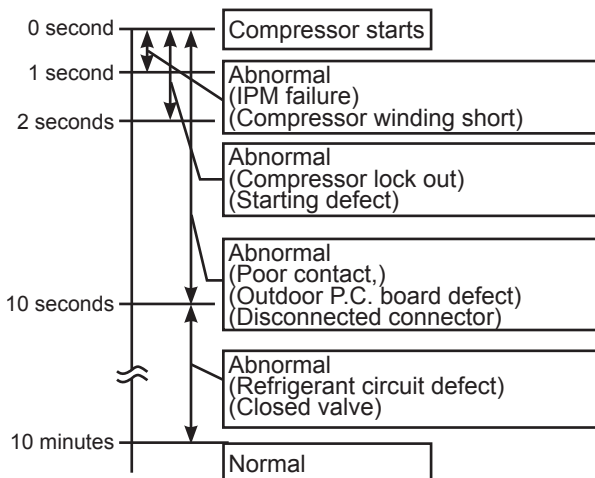 0 second
Compressor starts
1 second
Abnormal
(IPM failure)
(Compressor winding short)
2 seconds
Abnormal
(Compressor lock out)
(Starting defect)
Abnormal
(Poor contact,)
(Outdoor P.C. board defect)
(Disconnected connector)
10 seconds
Abnormal
(Refrigerant circuit defect)
(Closed valve)
10 minutes
Normal